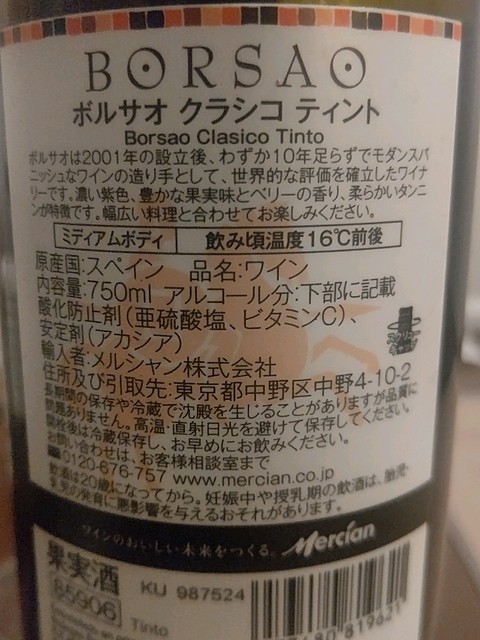 BORSAO
ボルサオ クラシコ ティント
Borsao Clasico Tinto
ボルサオは2001年の設立後、わずか10年足らずでモダンスパ
ニッシュなワインの造り手として、世界的な評価を確立したワイナ
リーです。濃い紫色、豊かな果実味とベリーの香り、柔らかいタンニ
ンが特徴です。幅広い料理と合わせてお楽しみください。
ミディアムボディ 飲み頃温度16℃前後
原産国:スペイン 品名:ワイン
内容量:750ml アルコール分:下部に記載
酸化防止剤(亜硫酸塩、ビタミンC)、
安定剤(アカシア)
輸入者:メルシャン株式会社
住所及び引取先:東京都中野区中野4-10-2
長期間の保存や冷蔵で沈殿を生じることがありますが品質に
問題ありません。高温・直射日光を避けて保存してください。
開栓後は冷蔵保存し、お早めにお飲みください。
お問い合わせは、お客様相談室まで
0120-676-757 www.mercian.co.jp
飲酒は20歳になってから。妊娠中や授乳期の飲酒は、胎児・
乳児の発育に悪影響を与えるおそれがあります。
ワインのおいしい未来をつくる。 Mercian
果実酒 KU 987524
85906 Tinto